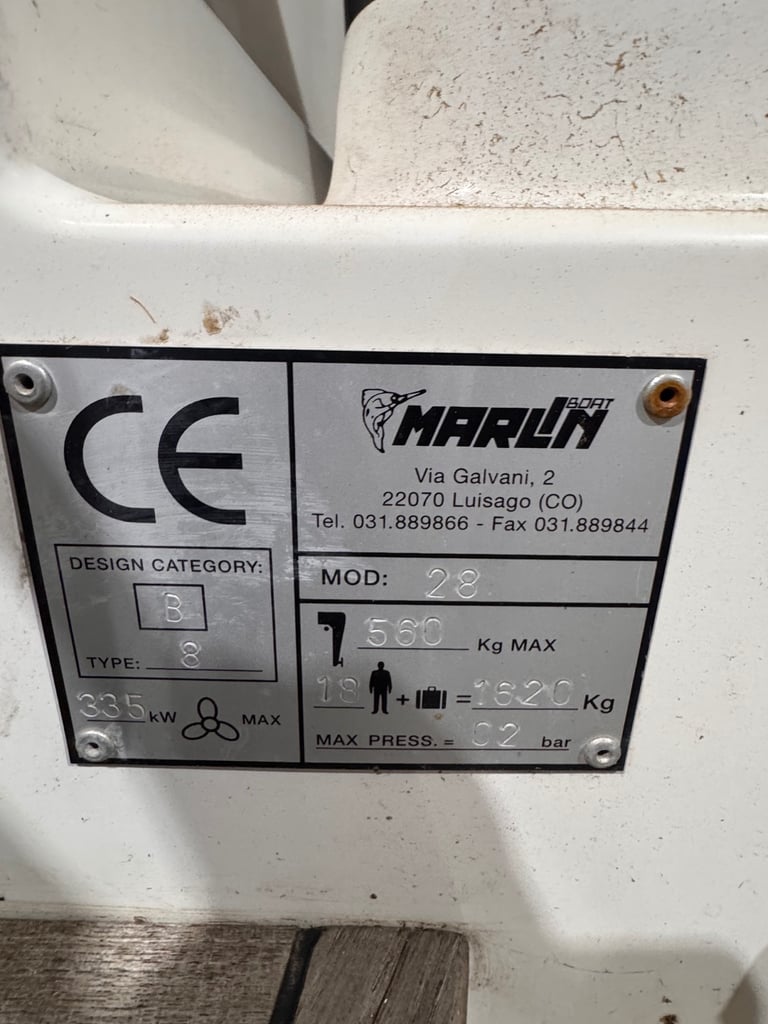 CE
DESIGN CATEGORY:
B
TYPE: 8
335 kW MAX
MARLIN BOAT
Via Galvani, 2
22070 Luisago (CO)
Tel. 031.889866 - Fax 031.889844
MOD: 28
560 Kg MAX
18 + = 1620 Kg
MAX PRESS. = 02 bar